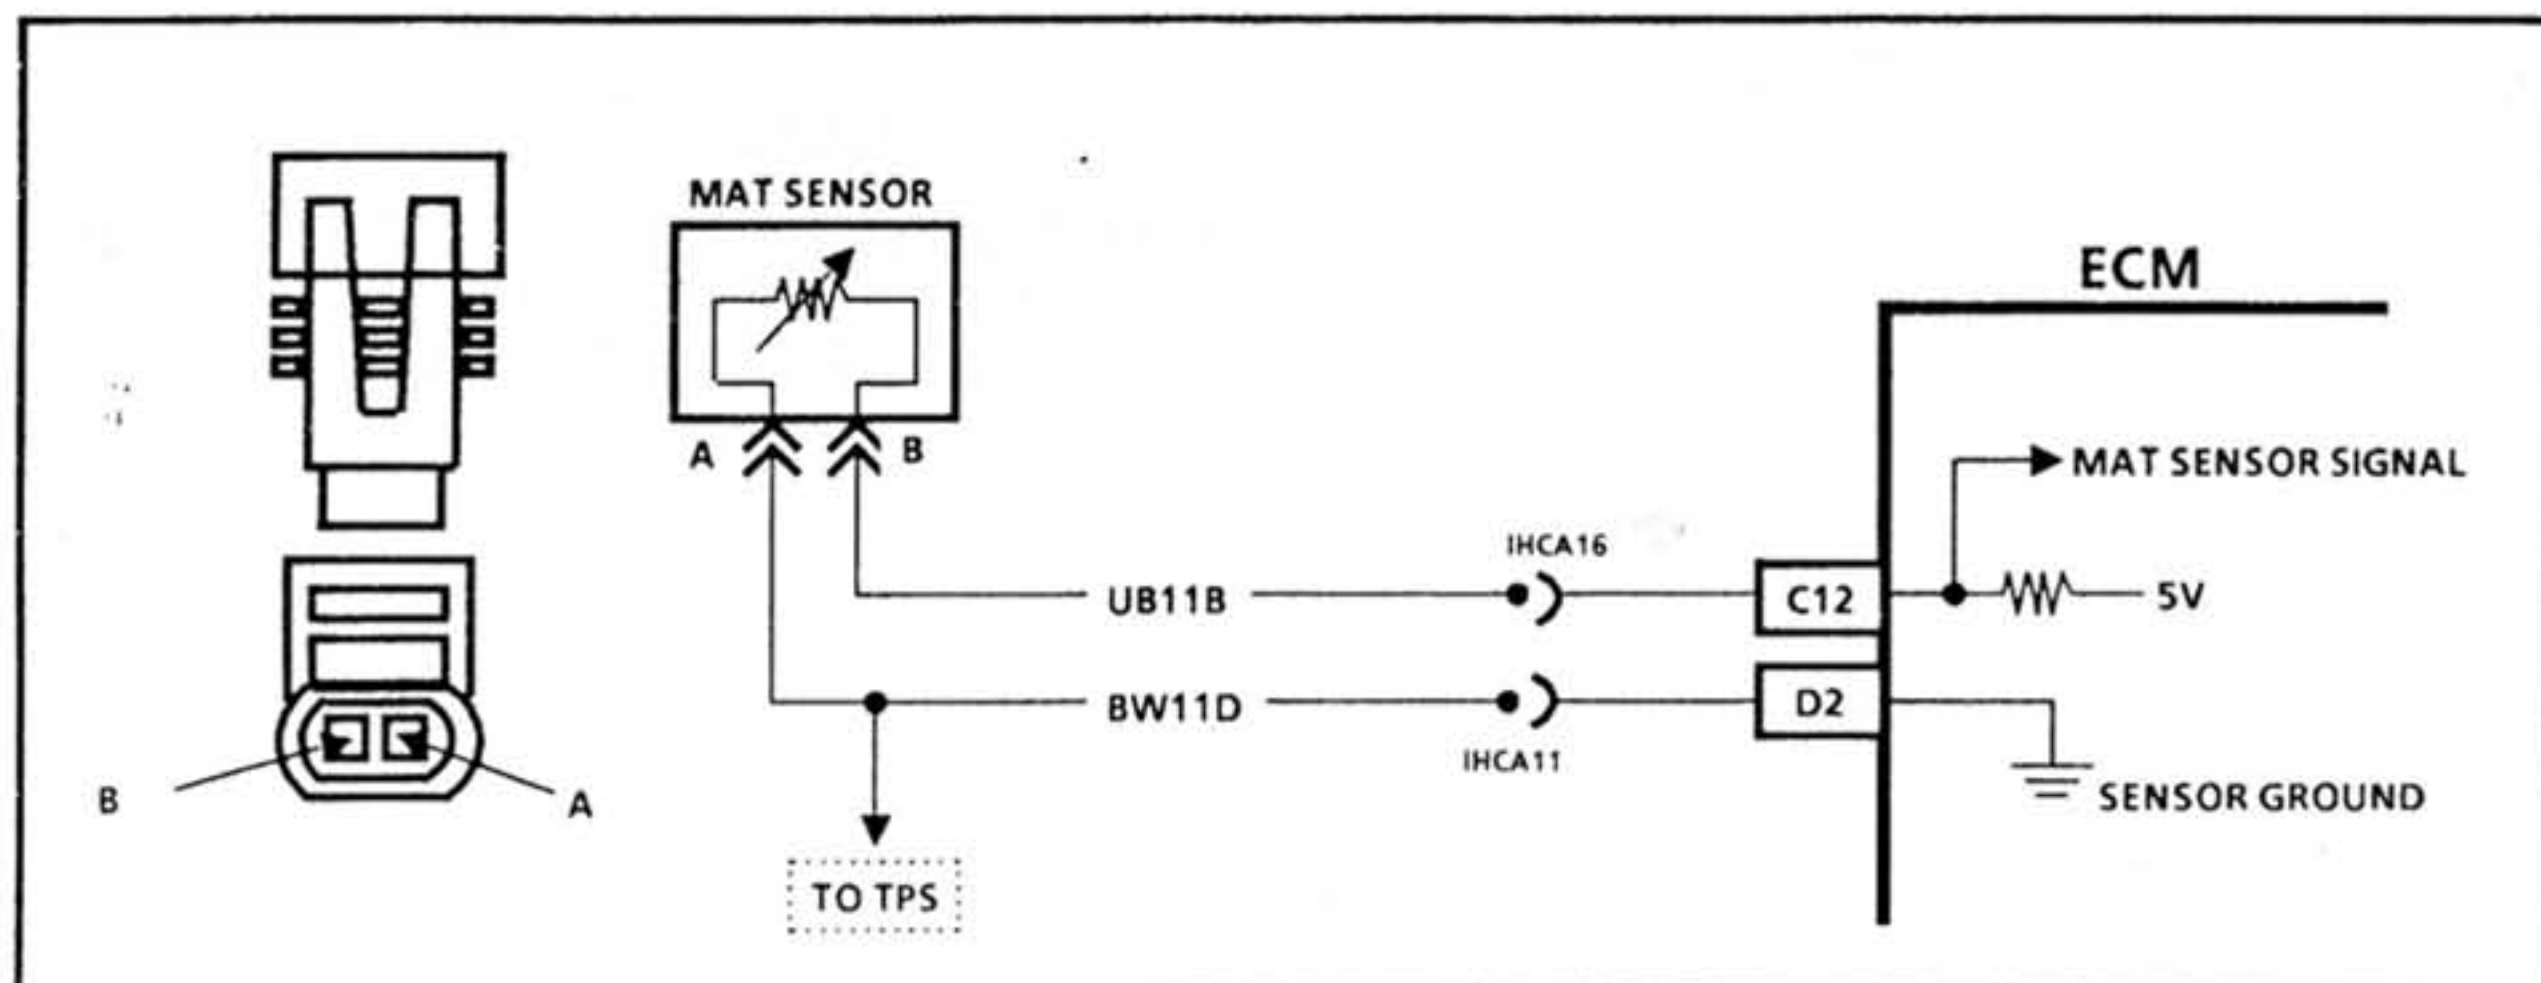 MAT SENSOR
ECM
A
B
MAT SENSOR SIGNAL
IHCA16
UB11B
C12
5V
BW11D
D2
IHCA11
B
A
SENSOR GROUND
TO TPS